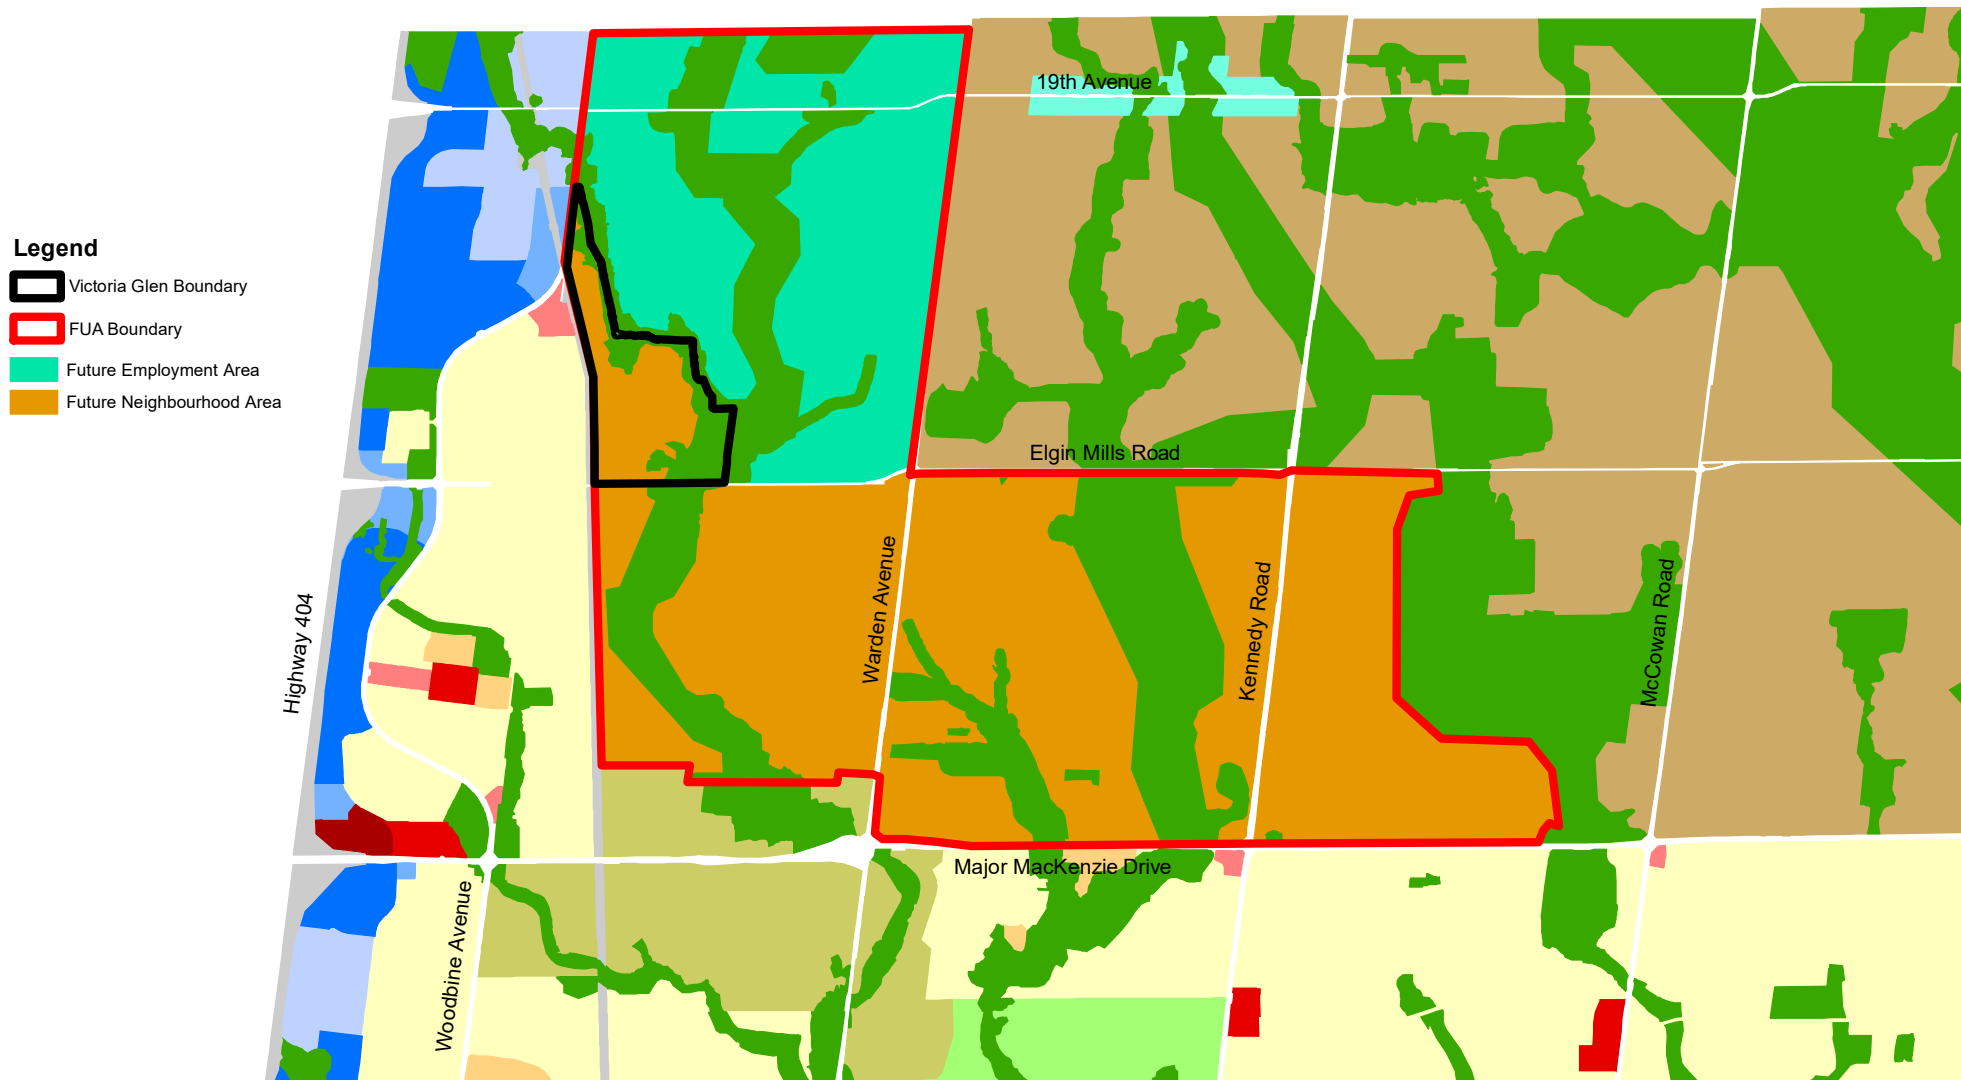 19th Avenue
Legend
Victoria Glen Boundary
FUA Boundary
Future Employment Area
Future Neighbourhood Area
Elgin Mills Road
Highway 404
Warden Avenue
Kennedy Road
McCowan Road
Major MacKenzie Drive
Woodbine Avenue